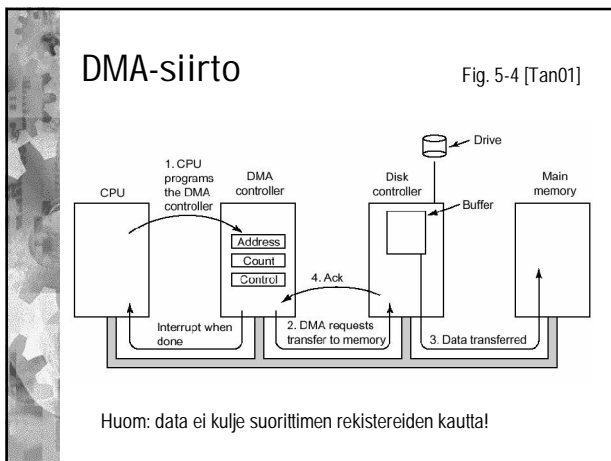 DMA-siirto
Fig. 5-4 [Tan01]
Drive
1. CPU
programs
the DMA
controller
CPU
DMA
controller
Disk
controller
Main
memory
Buffer
Address
Count
Control
4. Ack
Interrupt when
done
2. DMA requests
transfer to memory
3. Data transferred
Huom: data ei kulje suorittimen rekistereiden kautta!